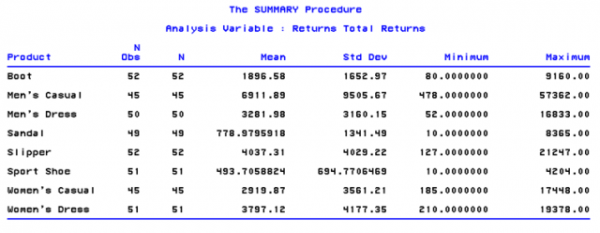 The SUMMARY Procedure
Analysis Variable : Returns Total Returns
N
Product Obs N Mean Std Dev Minimum Maximum
Boot 52 52 1896.58 1652.97 80.0000000 9160.00
Men's Casual 45 45 6911.89 9505.67 478.0000000 57362.00
Men's Dress 50 50 3281.98 3160.15 52.0000000 16833.00
Sandal 49 49 778.9795918 1341.49 10.0000000 8365.00
Slipper 52 52 4037.31 4029.22 127.0000000 21247.00
Sport Shoe 51 51 493.7058824 694.7706469 10.0000000 4204.00
Women's Casual 45 45 2919.87 3561.21 185.0000000 17448.00
Women's Dress 51 51 3797.12 4177.35 210.0000000 19378.00